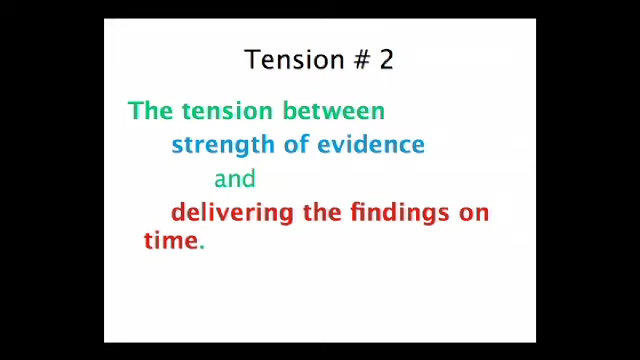 Tension # 2
The tension between
strength of evidence
and
delivering the findings on
time.